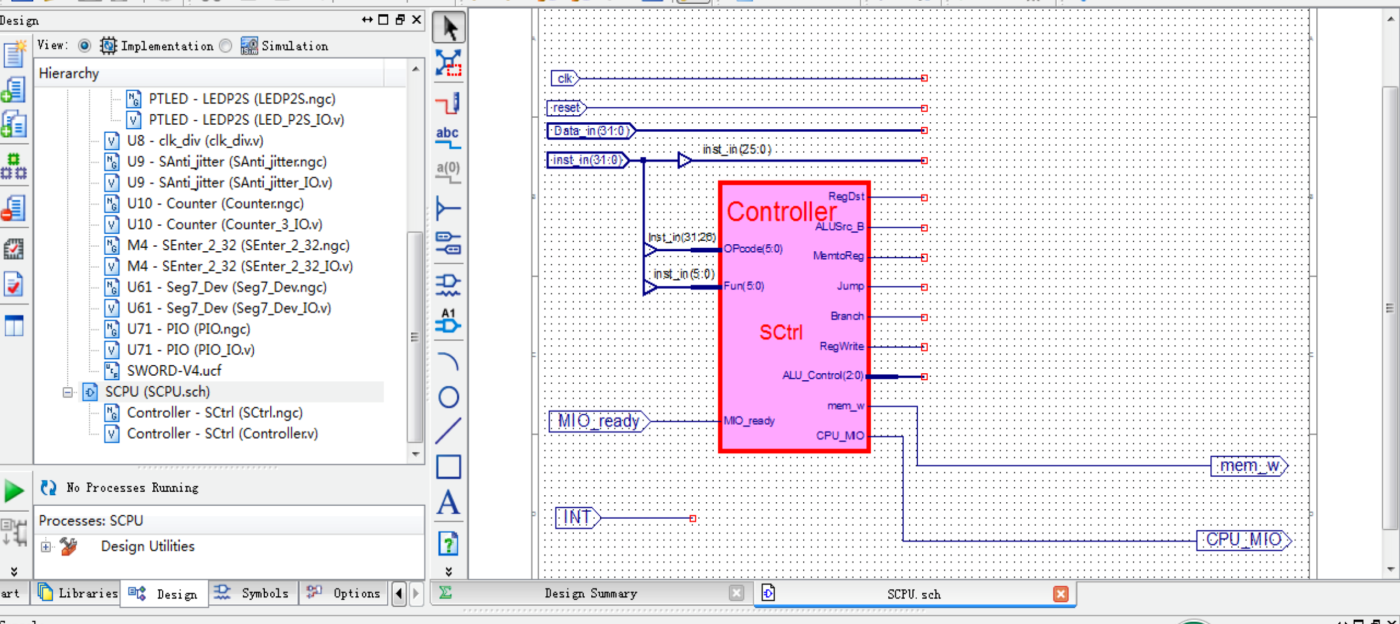 Design
View:
Implementation
Simulation
Hierarchy
PTLED - LEDP2S (LEDP2S.ngc)
PTLED - LEDP2S (LED_P2S_IO.v)
U8 - clk_div (clk_div.v)
U9 - SAnti_jitter (SAnti_jitter.ngc)
U9 - SAnti_jitter (SAnti_jitter_IO.v)
U10 - Counter (Counter.ngc)
U10 - Counter (Counter_3_IO.v)
M4 - SEnter_2_32 (SEnter_2_32.ngc)
M4 - SEnter_2_32 (SEnter_2_32_IO.v)
U61 - Seg7_Dev (Seg7_Dev.ngc)
U61 - Seg7_Dev (Seg7_Dev_IO.v)
U71 - PIO (PIO.ngc)
U71 - PIO (PIO_IO.v)
SWORD-V4.ucf
SCPU (SCPU.sch)
Controller - SCtrl (SCtrl.ngc)
Controller - SCtrl (Controller.v)
No Processes Running
Processes: SCPU
Design Utilities
art
Libraries
Design
Symbols
Options
abc
a(0)
A1
A
clk
reset
Data_in(31:0)
inst_in(31:0)
inst_in(25:0)
Inst_in(31:26)
inst_in(5:0)
Controller
SCtrl
OPcode(5:0)
Fun(5:0)
MIO_ready
RegDst
ALUSrc_B
MemtoReg
Jump
Branch
RegWrite
ALU_Control(2:0)
mem_w
CPU_MIO
MIO_ready
INT
mem_w
CPU_MIO
Design Summary
SCPU.sch